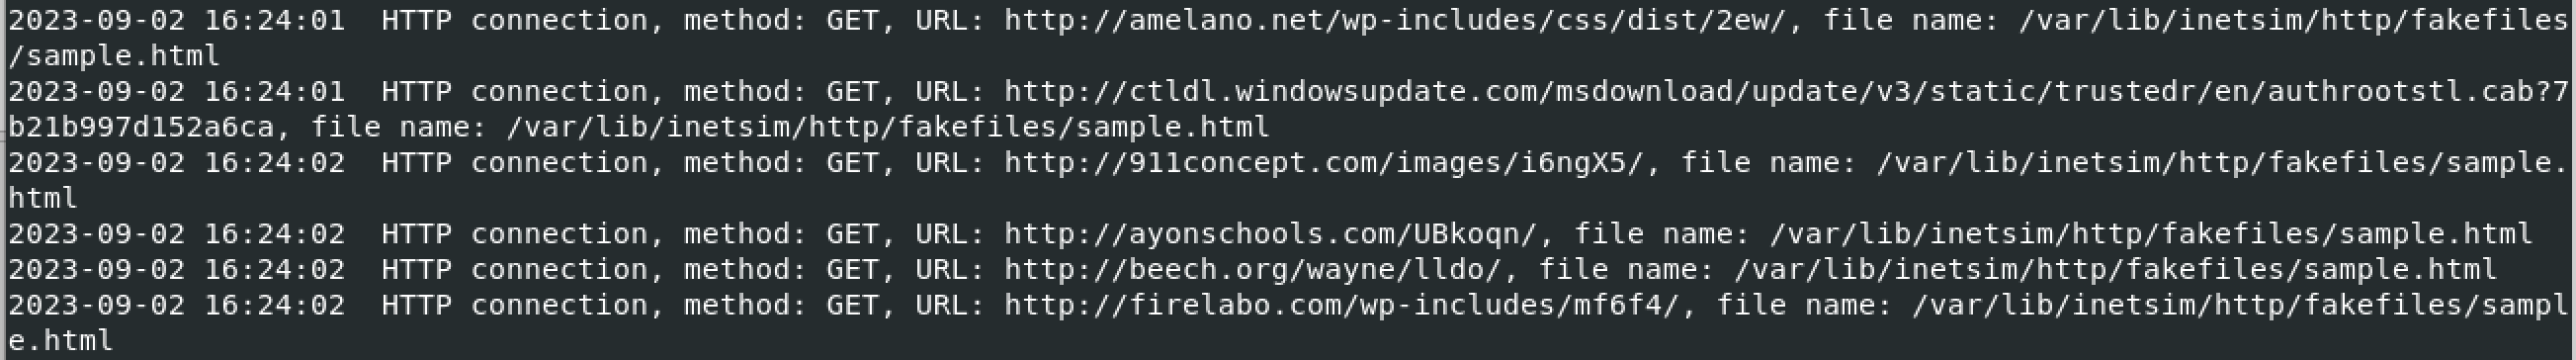 2023-09-02 16:24:01  HTTP connection, method: GET, URL: http://amelano.net/wp-includes/css/dist/2ew/, file name: /var/lib/inetsim/http/fakefiles
/sample.html
2023-09-02 16:24:01  HTTP connection, method: GET, URL: http://ctldl.windowsupdate.com/msdownload/update/v3/static/trustedr/en/authrootstl.cab?7
b21b997d152a6ca, file name: /var/lib/inetsim/http/fakefiles/sample.html
2023-09-02 16:24:02  HTTP connection, method: GET, URL: http://911concept.com/images/i6ngX5/, file name: /var/lib/inetsim/http/fakefiles/sample.
html
2023-09-02 16:24:02  HTTP connection, method: GET, URL: http://ayonschools.com/UBkoqn/, file name: /var/lib/inetsim/http/fakefiles/sample.html
2023-09-02 16:24:02  HTTP connection, method: GET, URL: http://beech.org/wayne/lldo/, file name: /var/lib/inetsim/http/fakefiles/sample.html
2023-09-02 16:24:02  HTTP connection, method: GET, URL: http://firelabo.com/wp-includes/mf6f4/, file name: /var/lib/inetsim/http/fakefiles/sampl
e.html